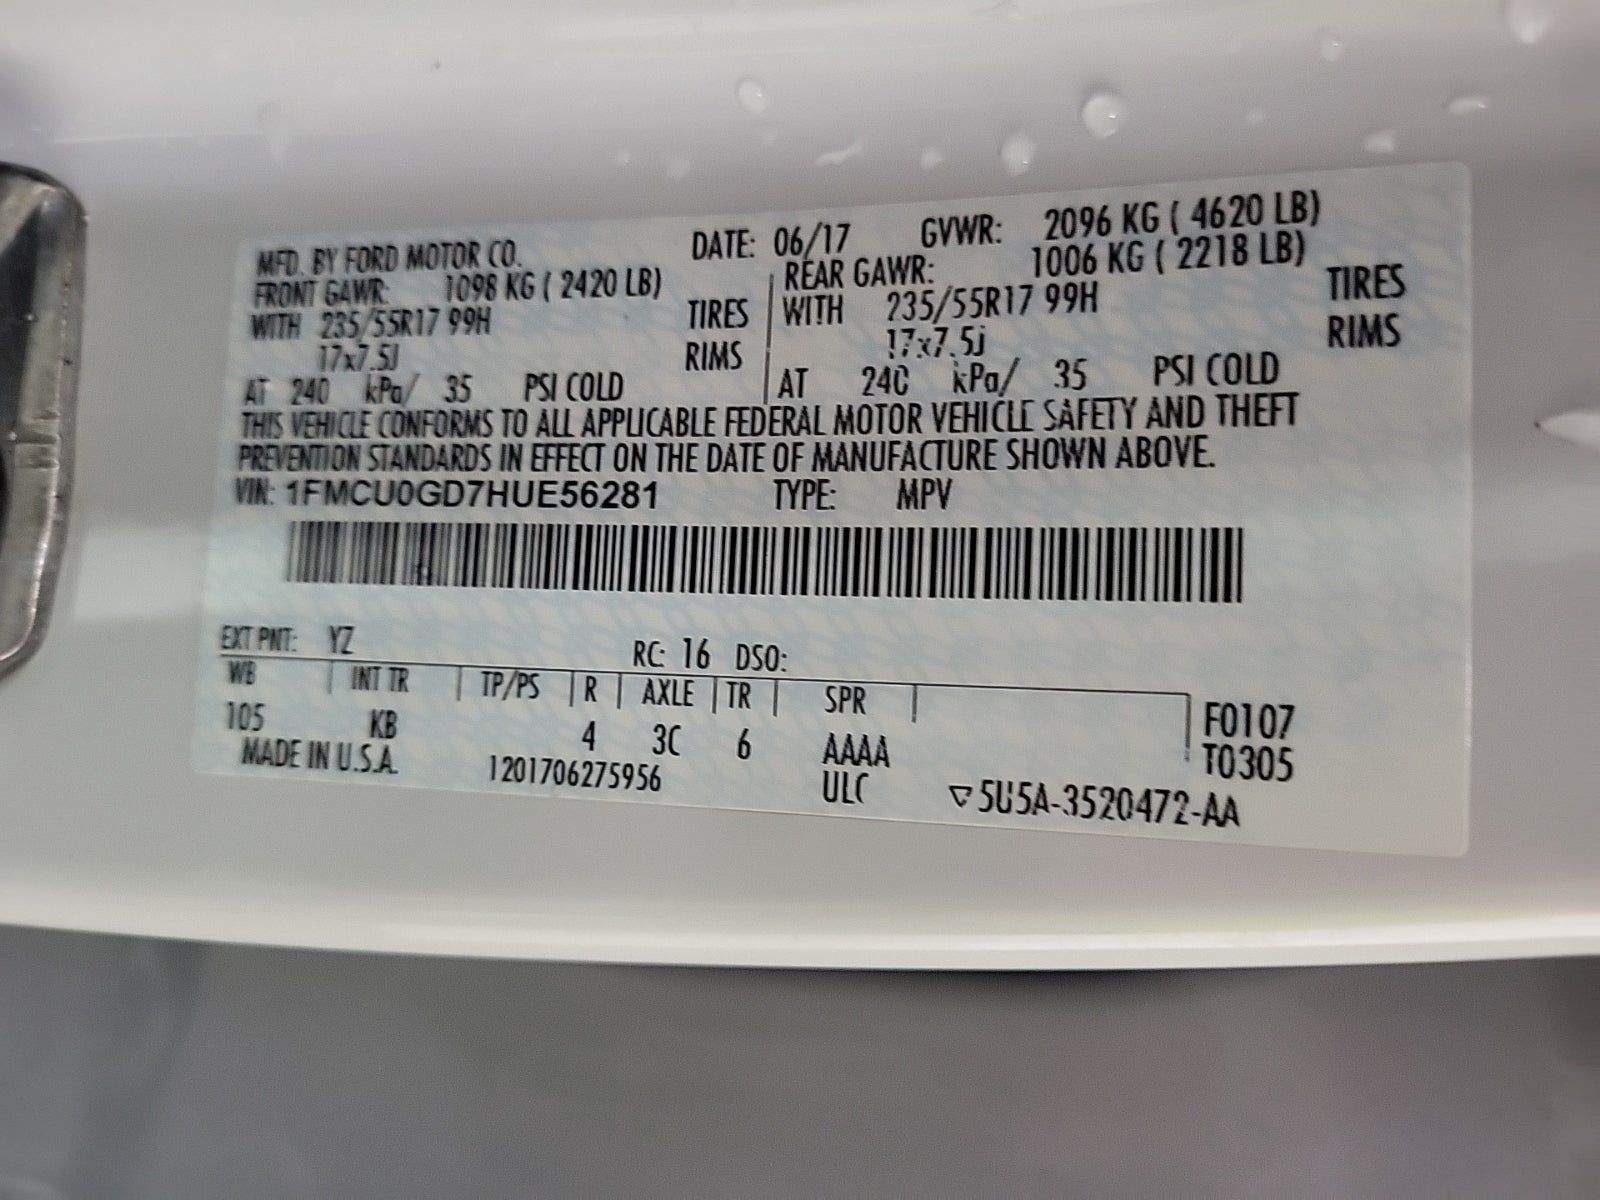 MFD. BY FORD MOTOR CO. DATE: 06/17 GVWR: 2096 KG ( 4620 LB)
FRONT GAWR: 1098 KG ( 2420 LB) REAR GAWR: 1006 KG ( 2218 LB)
WITH 235/55R17 99H TIRES WITH 235/55R17 99H TIRES
17x7.5J RIMS 17x7.5J RIMS
AT 240 kPa/ 35 PSI COLD AT 240 kPa/ 35 PSI COLD
THIS VEHICLE CONFORMS TO ALL APPLICABLE FEDERAL MOTOR VEHICLE SAFETY AND THEFT
PREVENTION STANDARDS IN EFFECT ON THE DATE OF MANUFACTURE SHOWN ABOVE.
VIN: 1FMCU0GD7HUE56281 TYPE: MPV
EXT PNT: YZ RC: 16 DSO:
WB INT TR TP/PS R AXLE TR SPR F0107
105 KB 4 3C 6 AAAA T0305
MADE IN U.S.A. 1201706275956 ULC ▽5U5A-3520472-AA